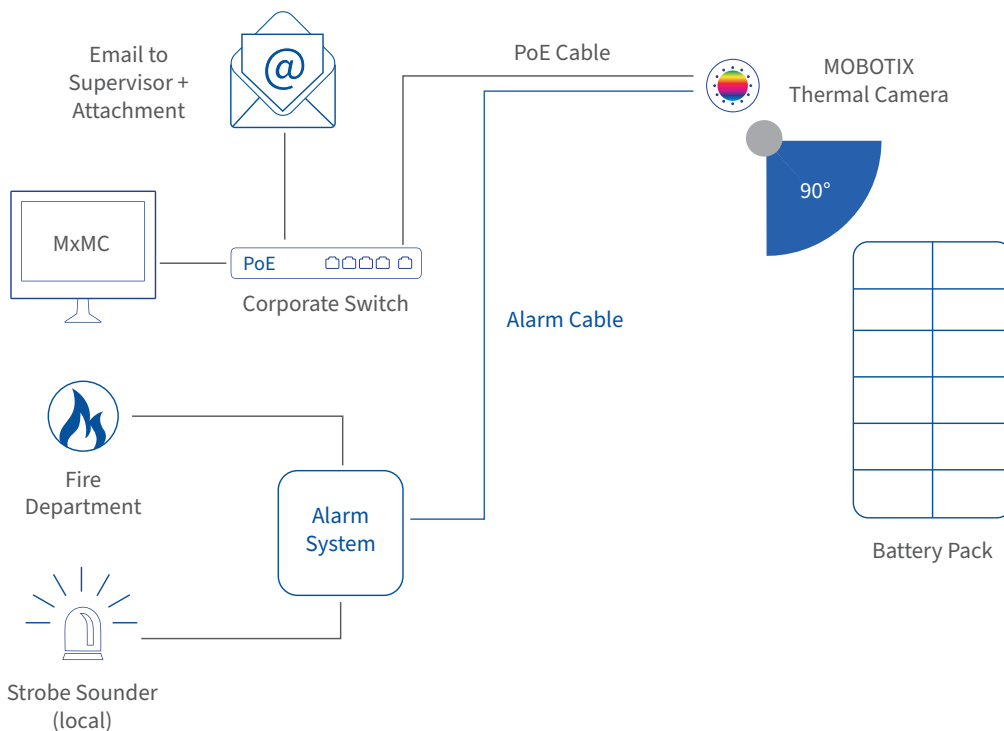 Email to
Supervisor +
Attachment
@
PoE Cable
MOBOTIX
Thermal Camera
90°
MxMC
PoE
Corporate Switch
Alarm Cable
Fire
Department
Alarm
System
Battery Pack
Strobe Sounder
(local)